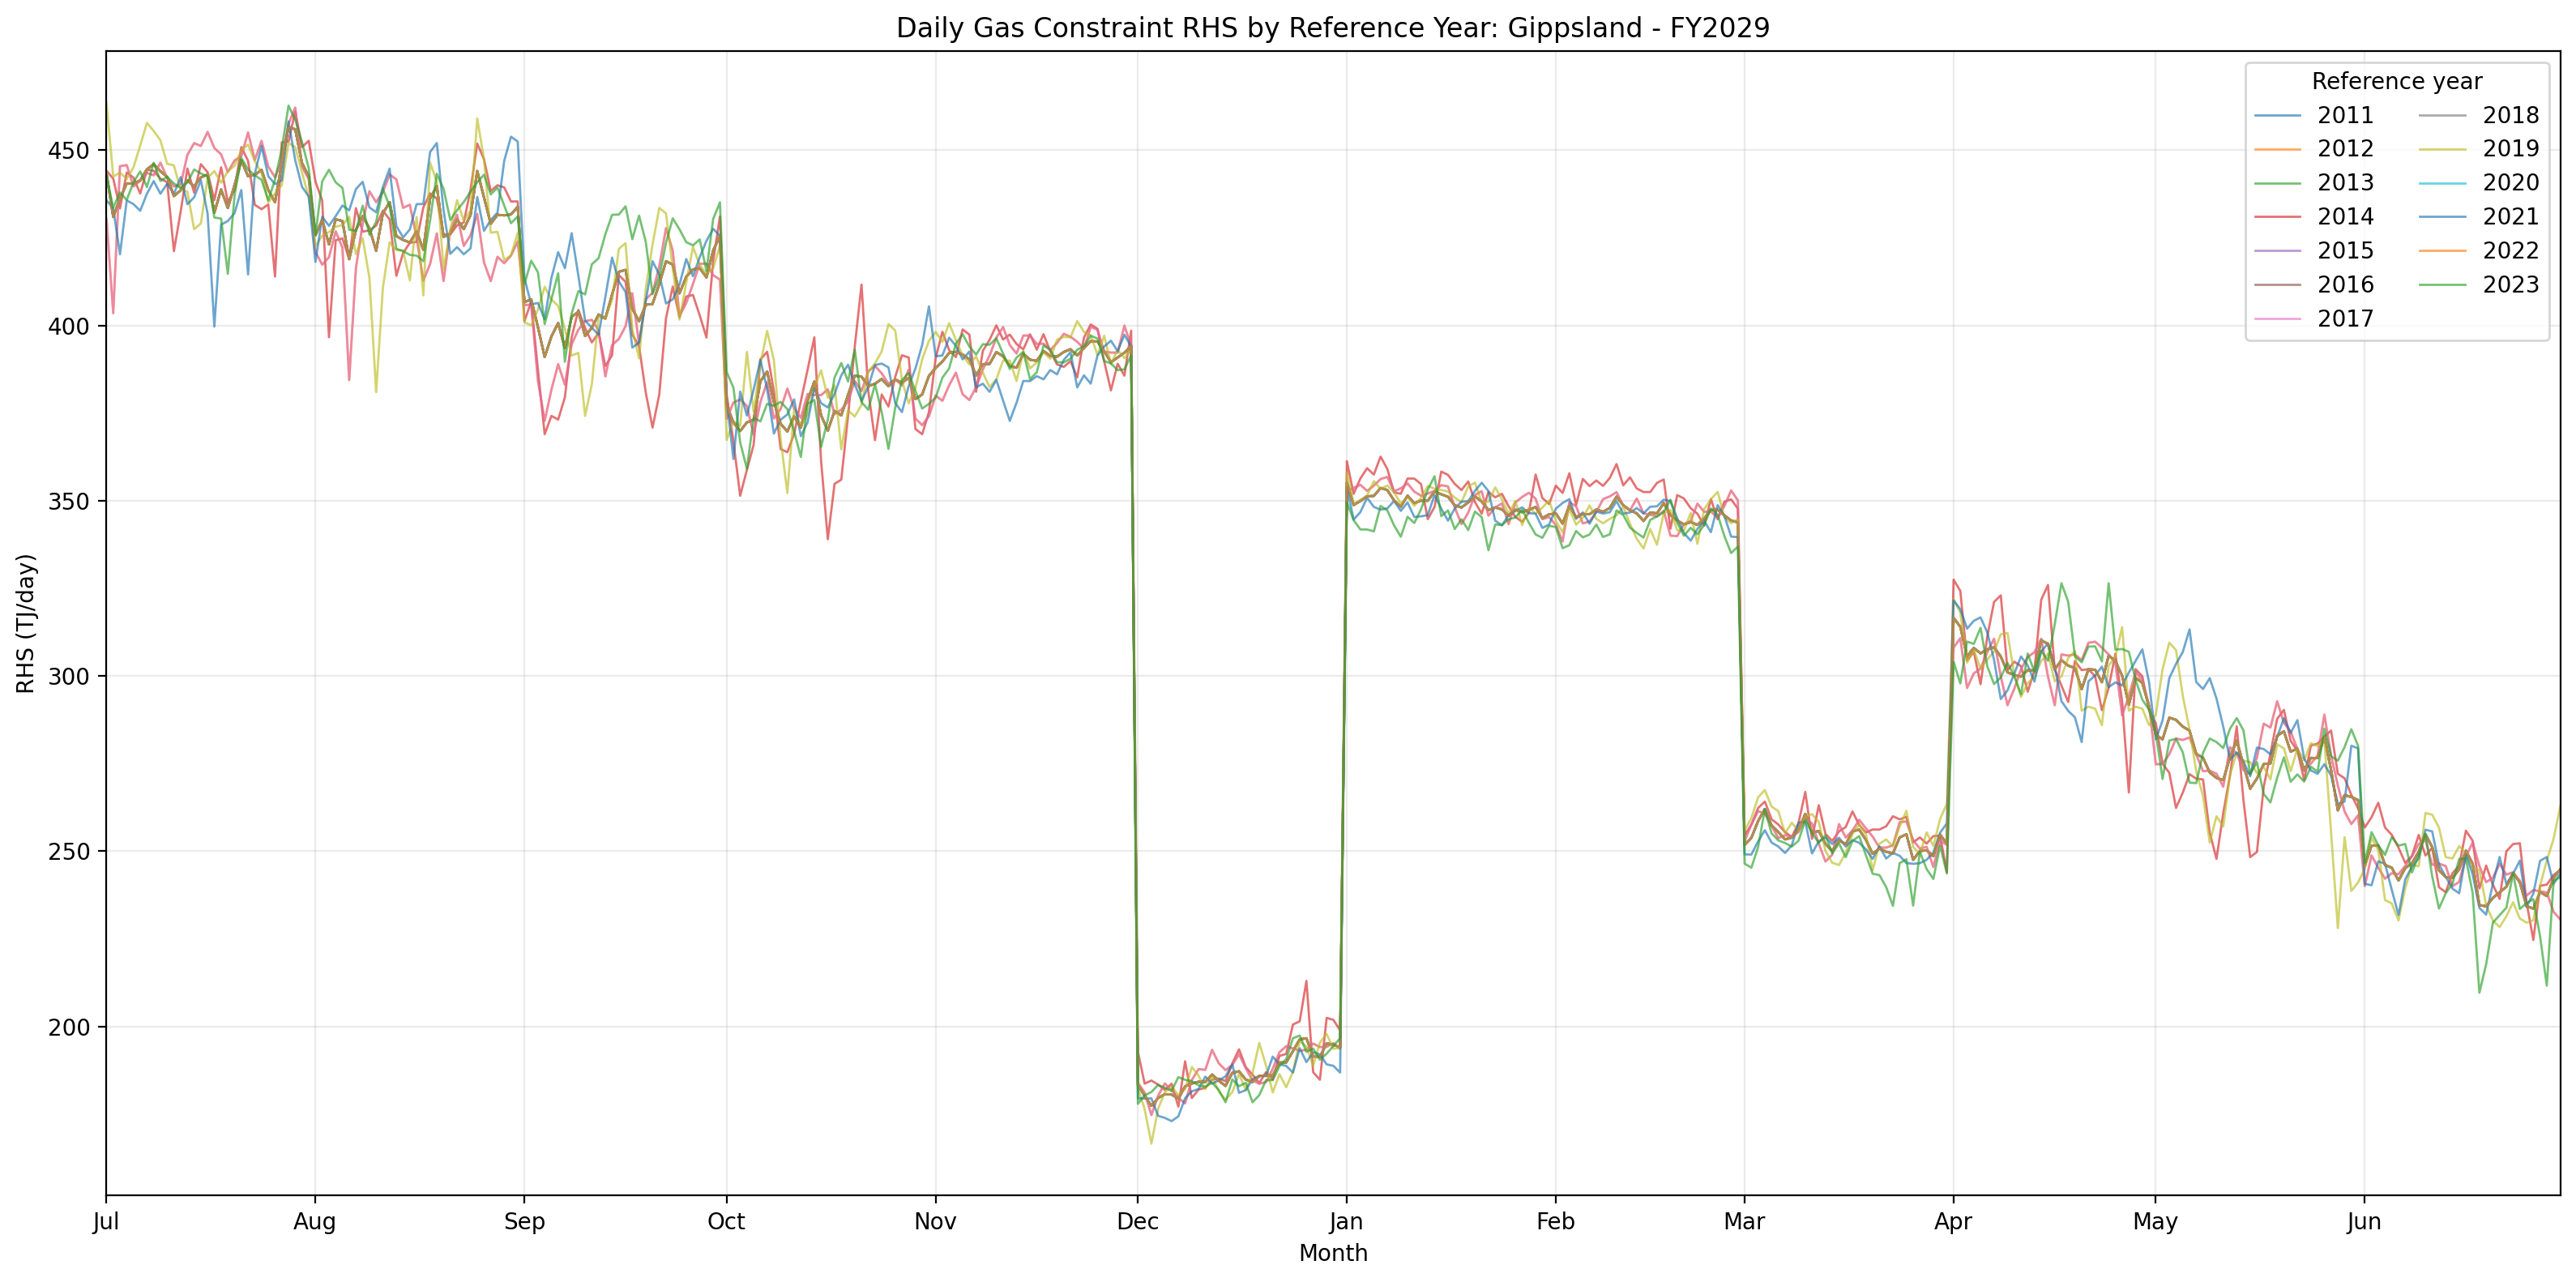 Daily Gas Constraint RHS by Reference Year: Gippsland - FY2029
Reference year
2011 2018
2012 2019
2013 2020
2014 2021
2015 2022
2016 2023
2017
450
400
350
300
250
200
RHS (TJ/day)
Jul Aug Sep Oct Nov Dec Jan Feb Mar Apr May Jun
Month